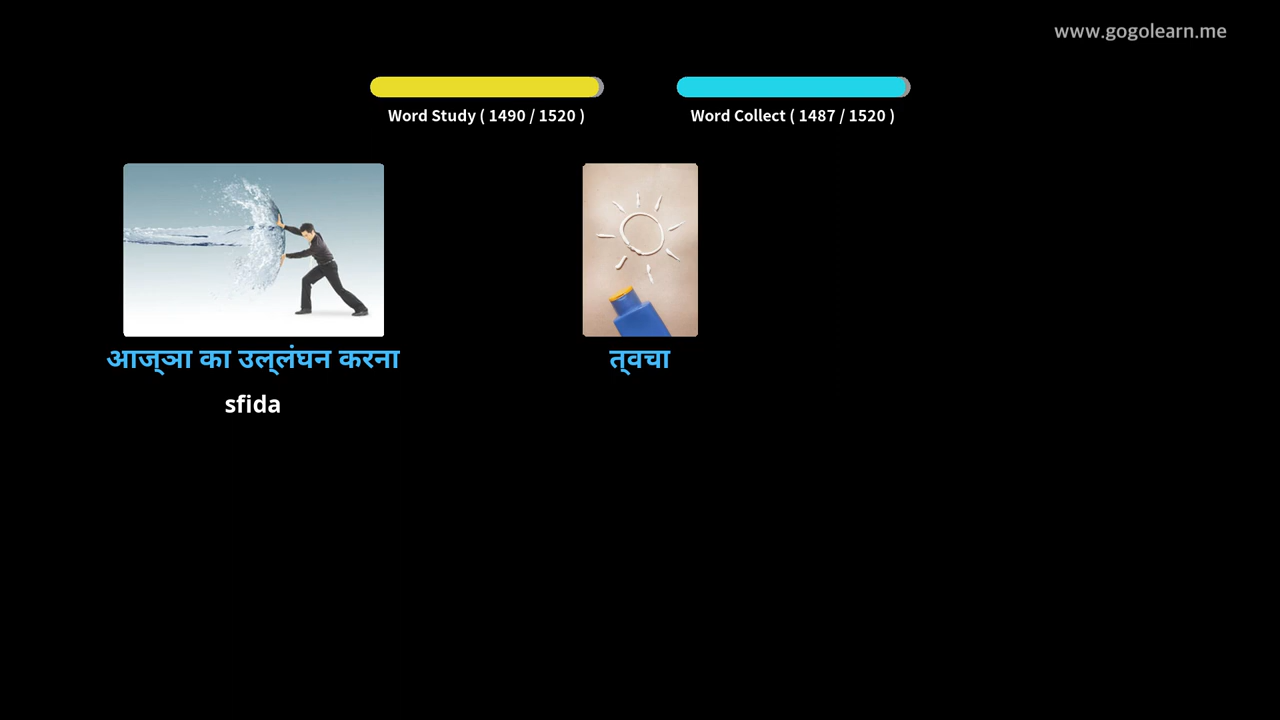 www.gogolearn.me
Word Study ( 1490 / 1520 )
Word Collect ( 1487 / 1520 )
आज्ञा का उल्लंघन करना
त्वचा
sfida